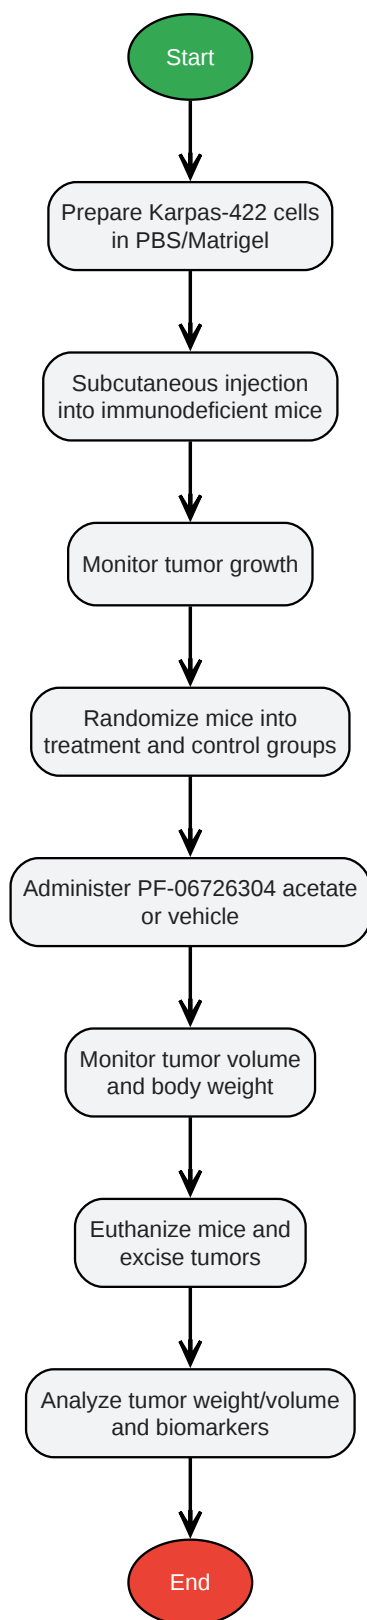 Start
Prepare Karpas-422 cells
in PBS/Matrigel
Subcutaneous injection
into immunodeficient mice
Monitor tumor growth
Randomize mice into
treatment and control groups
Administer PF-06726304 acetate
or vehicle
Monitor tumor volume
and body weight
Euthanize mice and
excise tumors
Analyze tumor weight/volume
and biomarkers
End